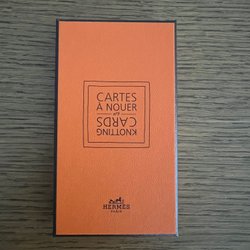 CARTES
À NOUER
KNOTTING
CARDS
HERMÈS
PARIS